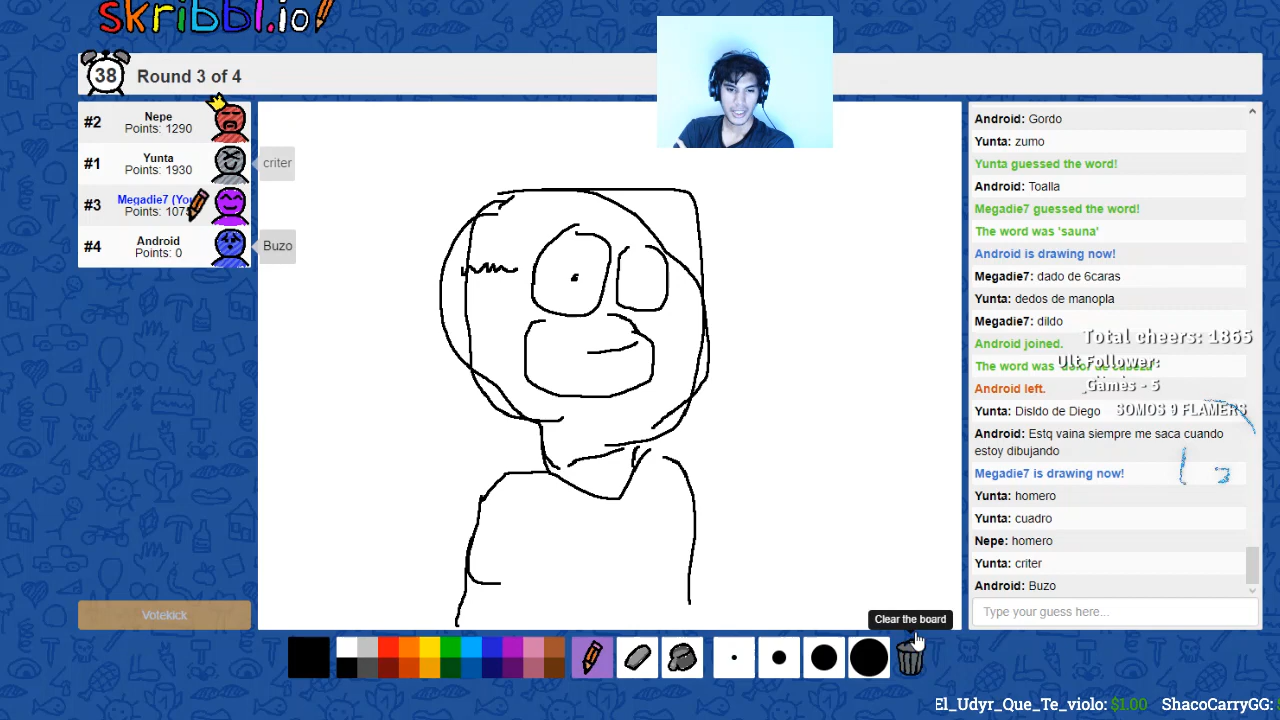 skribbl.io
38
Round 3 of 4
#2
Nepe
Points: 1290
#1
Yunta
Points: 1930
criter
#3
Megadie7 (You
Points: 1075
#4
Android
Points: 0
Buzo
Votekick
Clear the board
Android: Gordo
Yunta: zumo
Yunta guessed the word!
Android: Toalla
Megadie7 guessed the word!
The word was 'sauna'
Android is drawing now!
Megadie7: dado de 6caras
Yunta: dedos de manopla
Megadie7: dildo
Android joined.
The word was
Android left.
Yunta: Disldo de Diego
Android: Estq vaina siempre me saca cuando
estoy dibujando
Megadie7 is drawing now!
Yunta: homero
Yunta: cuadro
Nepe: homero
Yunta: criter
Android: Buzo
Type your guess here...
Total cheers: 1865
Ult.Follower:
Games - 5
SOMOS 9 FLAMERS
El_Udyr_Que_Te_violo: $1.00 ShacoCarryGG: